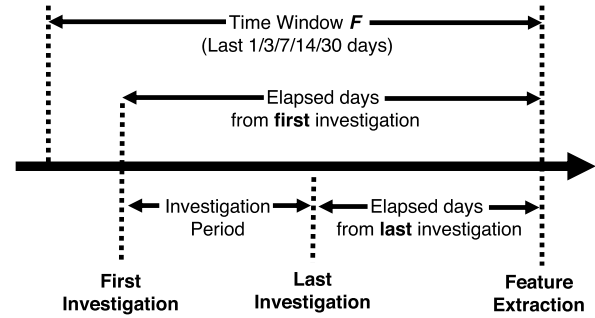 Time Window F
(Last 1/3/7/14/30 days)
Elapsed days
from first investigation
Investigation
Period
Elapsed days
from last investigation
First
Investigation
Last
Investigation
Feature
Extraction